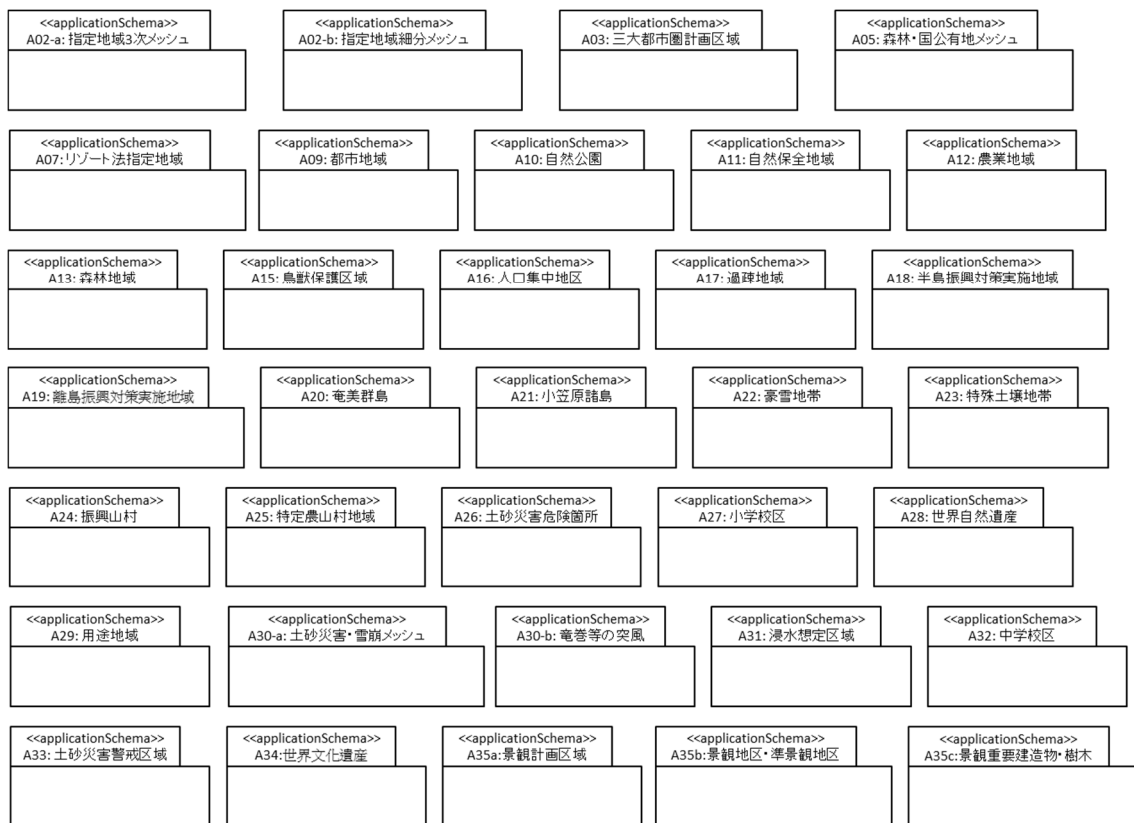 <<applicationSchema>>
A02-a: 指定地域3次メッシュ
<<applicationSchema>>
A02-b: 指定地域細分メッシュ
<<applicationSchema>>
A03: 三大都市圏計画区域
<<applicationSchema>>
A05: 森林・国公有地メッシュ
<<applicationSchema>>
A07:リゾート法指定地域
<<applicationSchema>>
A09: 都市地域
<<applicationSchema>>
A10: 自然公園
<<applicationSchema>>
A11: 自然保全地域
<<applicationSchema>>
A12: 農業地域
<<applicationSchema>>
A13: 森林地域
<<applicationSchema>>
A15: 鳥獣保護区域
<<applicationSchema>>
A16: 人口集中地区
<<applicationSchema>>
A17: 過疎地域
<<applicationSchema>>
A18: 半島振興対策実施地域
<<applicationSchema>>
A19: 離島振興対策実施地域
<<applicationSchema>>
A20: 奄美群島
<<applicationSchema>>
A21: 小笠原諸島
<<applicationSchema>>
A22: 豪雪地帯
<<applicationSchema>>
A23: 特殊土壌地帯
<<applicationSchema>>
A24: 振興山村
<<applicationSchema>>
A25: 特定農山村地域
<<applicationSchema>>
A26: 土砂災害危険箇所
<<applicationSchema>>
A27: 小学校区
<<applicationSchema>>
A28: 世界自然遺産
<<applicationSchema>>
A29: 用途地域
<<applicationSchema>>
A30-a: 土砂災害・雪崩メッシュ
<<applicationSchema>>
A30-b: 竜巻等の突風
<<applicationSchema>>
A31: 浸水想定区域
<<applicationSchema>>
A32: 中学校区
<<applicationSchema>>
A33: 土砂災害警戒区域
<<applicationSchema>>
A34:世界文化遺産
<<applicationSchema>>
A35a:景観計画区域
<<applicationSchema>>
A35b:景観地区・準景観地区
<<applicationSchema>>
A35c:景観重要建造物・樹木